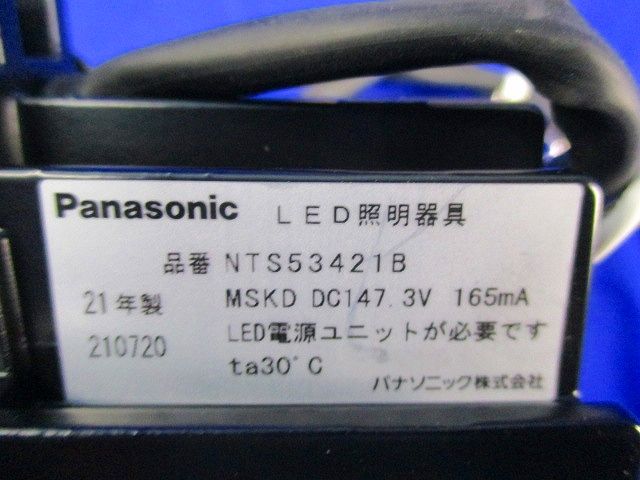 Panasonic LED照明器具
品番 NTS53421B
21年製 MSKD DC147.3V 165mA
210720 LED電源ユニットが必要です
ta30°C
パナソニック株式会社